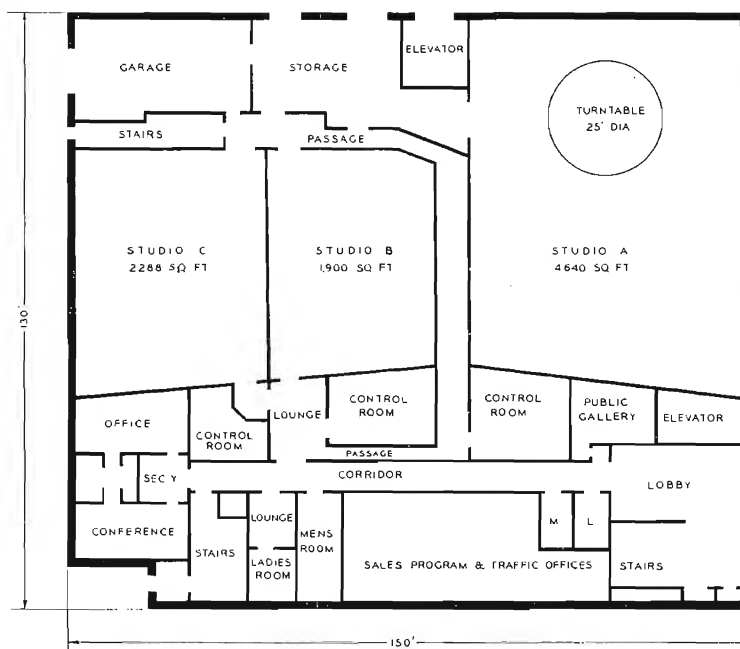 ELEVATOR
GARAGE
STORAGE
TURNTABLE
25' DIA
STAIRS
PASSAGE
STUDIO C
2288 SQ FT
STUDIO B
1,900 SQ FT
STUDIO A
4640 SQ FT
130'
OFFICE
CONTROL
ROOM
LOUNGE
CONTROL
ROOM
CONTROL
ROOM
PUBLIC
GALLERY
ELEVATOR
PASSAGE
SEC'Y
CORRIDOR
LOBBY
CONFERENCE
STAIRS
LOUNGE
LADIES
ROOM
MENS
ROOM
M
L
SALES PROGRAM & TRAFFIC OFFICES
STAIRS
150'